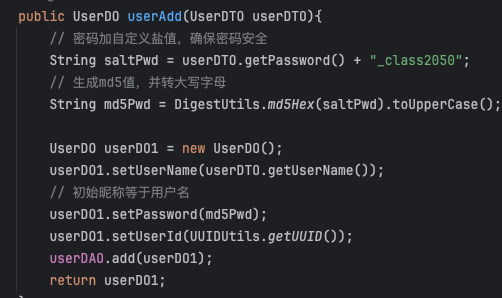 public UserDO userAdd(UserDTO userDTO){
// 密码加自定义盐值，确保密码安全
String saltPwd = userDTO.getPassword() + "_class2050";
// 生成md5值，并转大写字母
String md5Pwd = DigestUtils.md5Hex(saltPwd).toUpperCase();
UserDO userDO1 = new UserDO();
userDO1.setUserName(userDTO.getUserName());
// 初始昵称等于用户名
userDO1.setPassword(md5Pwd);
userDO1.setUserId(UUIDUtils.getUUID());
userDAO.add(userDO1);
return userDO1;